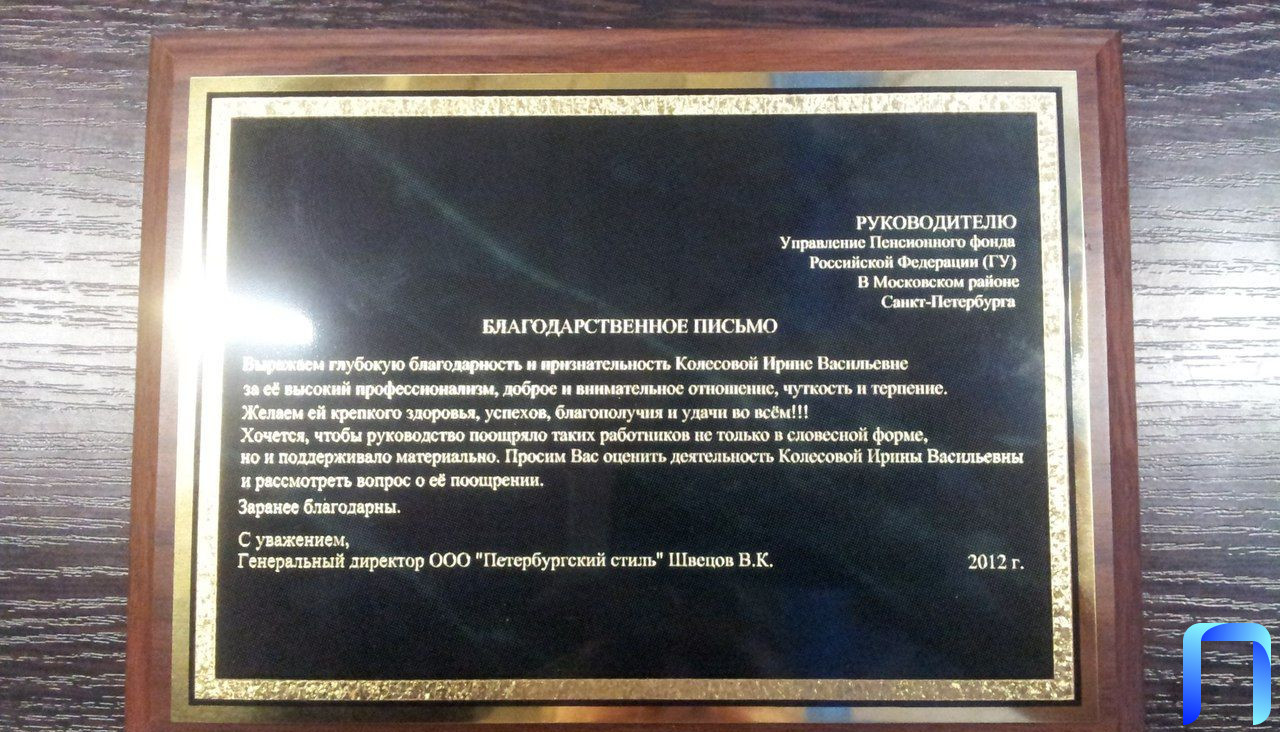 РУКОВОДИТЕЛЮ
Управление Пенсионного фонда
Российской Федерации (ГУ)
В Московском районе
Санкт-Петербурга
БЛАГОДАРСТВЕННОЕ ПИСЬМО
Выражаем глубокую благодарность и признательность Колесовой Ирине Васильевне
за её высокий профессионализм, доброе и внимательное отношение, чуткость и терпение.
Желаем ей крепкого здоровья, успехов, благополучия и удачи во всём!!!
Хочется, чтобы руководство поощряло таких работников не только в словесной форме,
но и поддерживало материально. Просим Вас оценить деятельность Колесовой Ирины Васильевны
и рассмотреть вопрос о её поощрении.
Заранее благодарны.
С уважением,
Генеральный директор ООО "Петербургский стиль" Швецов В.К. 2012 г.